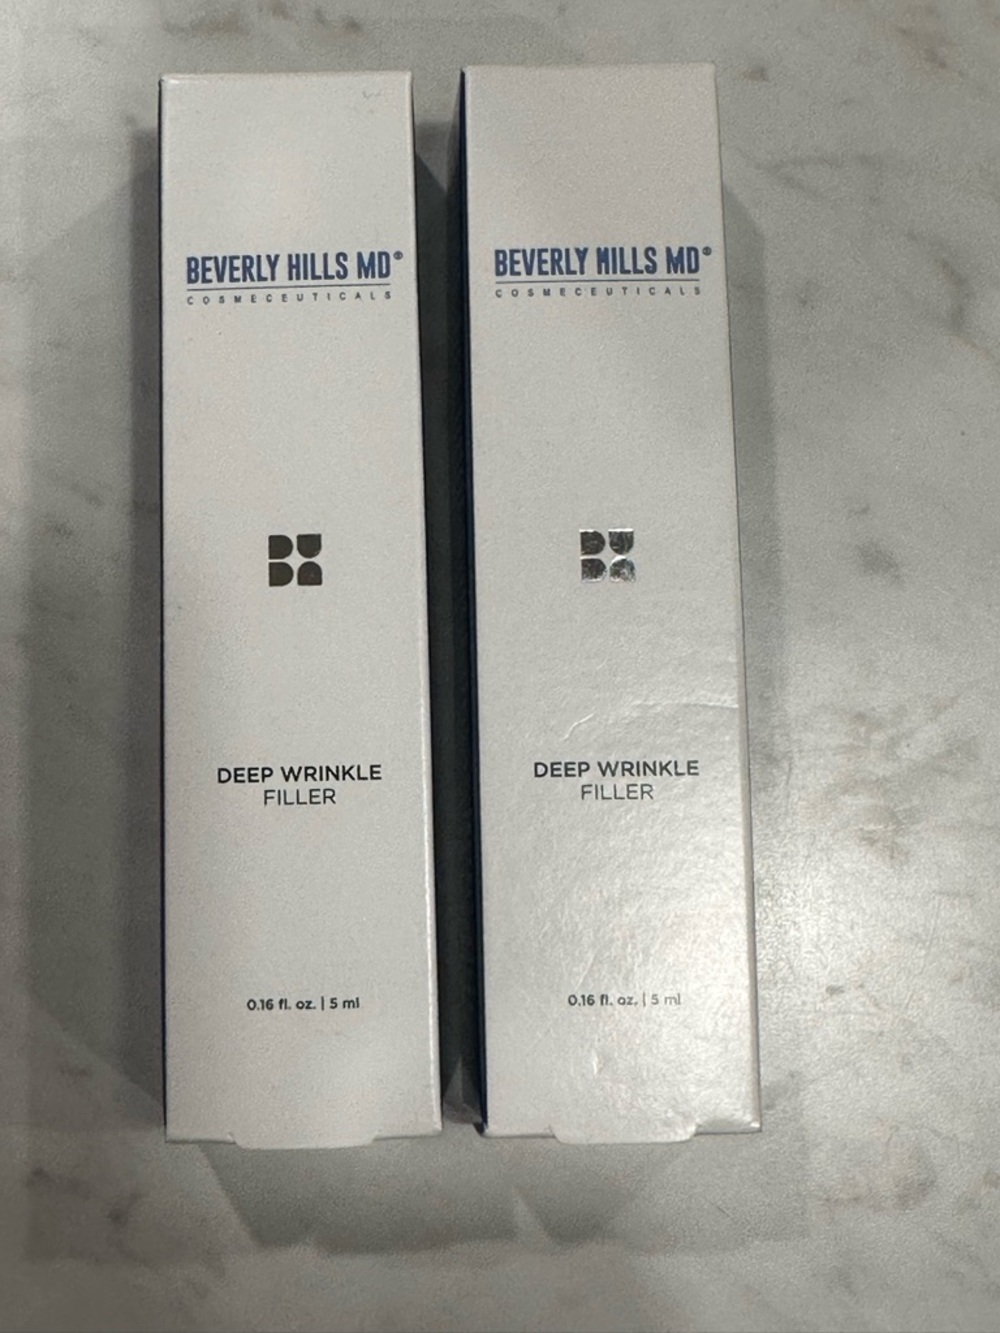 BEVERLY HILLS MD®
COSMECEUTICALS
DEEP WRINKLE
FILLER
0.16 fl. oz. | 5 ml
BEVERLY HILLS MD®
COSMECEUTICALS
DEEP WRINKLE
FILLER
0.16 fl. oz. | 5 ml